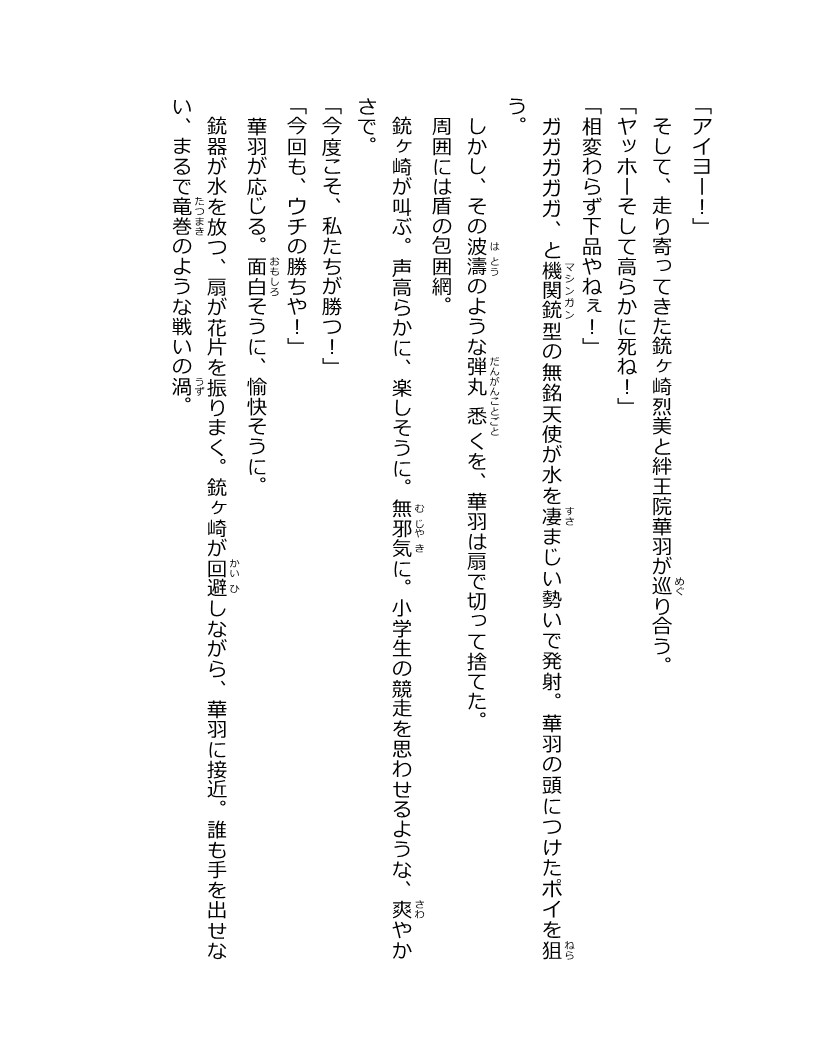 「アイヨー！」
そして、走り寄ってきた銃ヶ崎烈美と絆王院華羽が巡り合う。
「ヤッホーそして高らかに死ね！」
「相変わらず下品やねぇ！」
ガガガガガ、と機関銃型の無銘天使が水を凄まじい勢いで発射。華羽の頭につけたポイを狙
う。
しかし、その波濤のような弾丸悉くを、華羽は扇で切って捨てた。
周囲には盾の包囲網。
銃ヶ崎が叫ぶ。声高らかに、楽しそうに。無邪気に。小学生の競走を思わせるような、爽やか
さで。
「今度こそ、私たちが勝つ！」
「今回も、ウチの勝ちや！」
華羽が応じる。面白そうに、愉快そうに。
銃器が水を放つ、扇が花片を振りまく。銃ヶ崎が回避しながら、華羽に接近。誰も手を出せな
い、まるで竜巻のような戦いの渦。